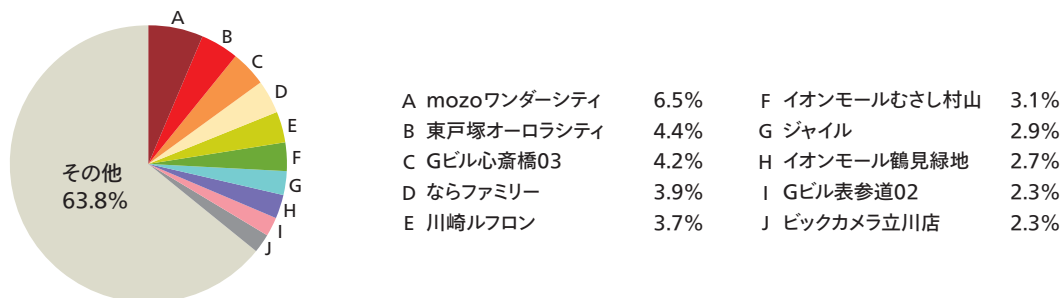 A
B
C
D
E
F
G
H
I
J
その他
63.8%
A mozoワンダーシティ 6.5%
B 東戸塚オーロラシティ 4.4%
C Gビル心斎橋03 4.2%
D ならファミリー 3.9%
E 川崎ルフロン 3.7%
F イオンモールむさし村山 3.1%
G ジャイル 2.9%
H イオンモール鶴見緑地 2.7%
I Gビル表参道02 2.3%
J ビックカメラ立川店 2.3%